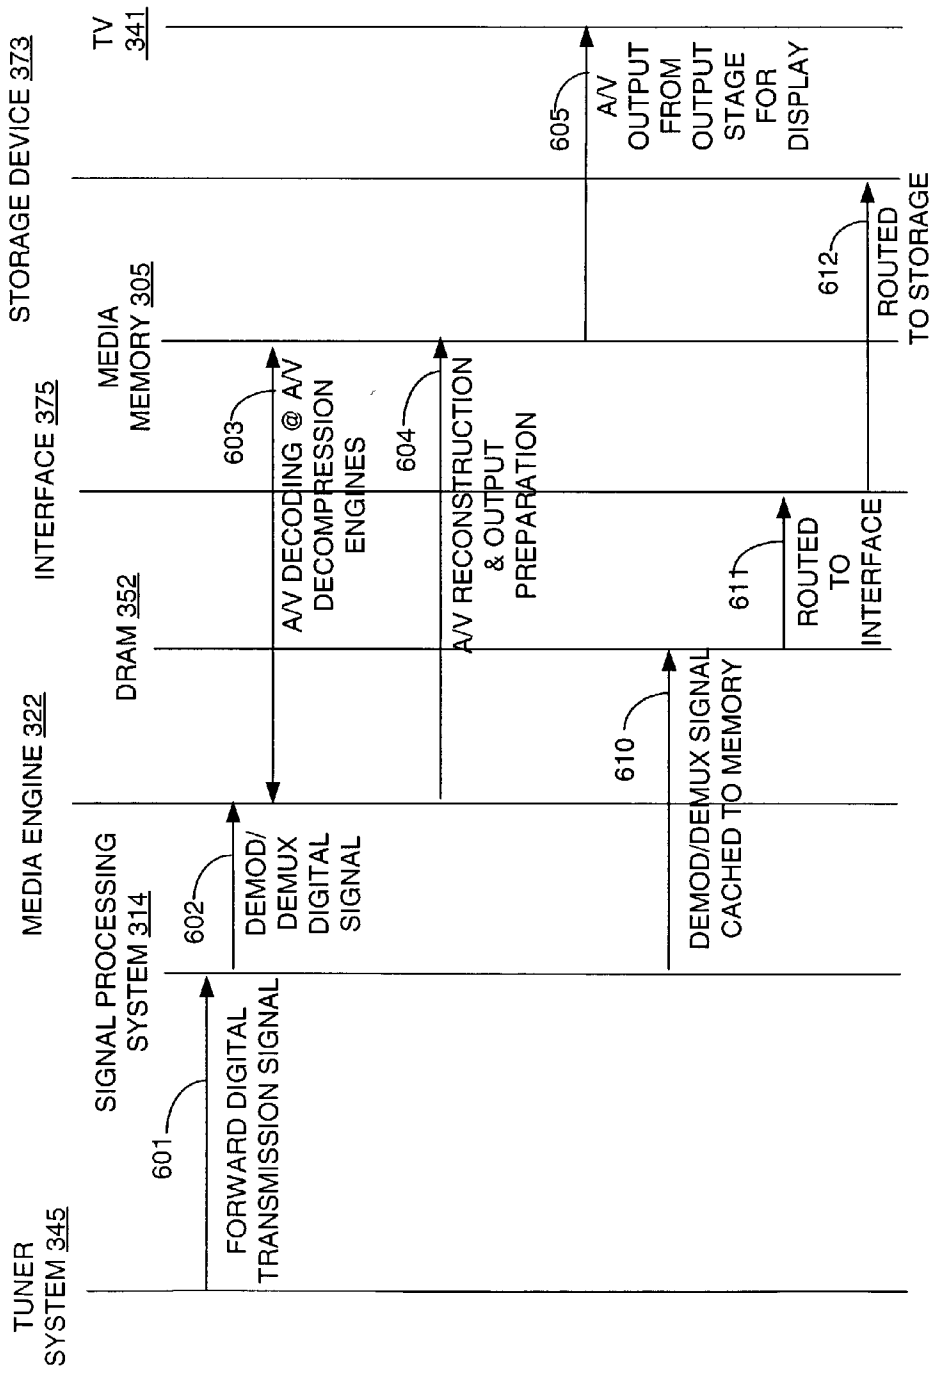 TUNER
SYSTEM 345
SIGNAL PROCESSING
SYSTEM 314
MEDIA ENGINE 322
DRAM 352
INTERFACE 375
MEDIA
MEMORY 305
STORAGE DEVICE 373
TV
341
601
FORWARD DIGITAL
TRANSMISSION SIGNAL
602
DEMOD/
DEMUX
DIGITAL
SIGNAL
603
A/V DECODING @ A/V
DECOMPRESSION
ENGINES
604
A/V RECONSTRUCTION
& OUTPUT
PREPARATION
605
A/V
OUTPUT
FROM
OUTPUT
STAGE
FOR
DISPLAY
610
DEMOD/DEMUX SIGNAL
CACHED TO MEMORY
611
ROUTED
TO
INTERFACE
612
ROUTED
TO STORAGE